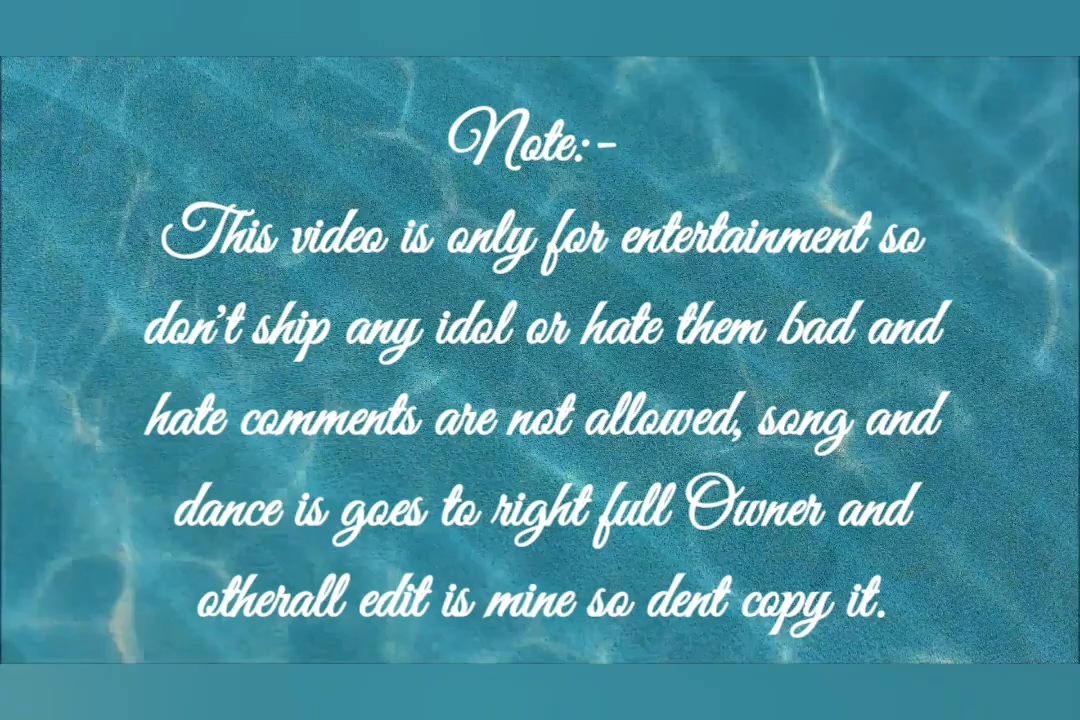 Note:-
This video is only for entertainment so
don't ship any idol or hate them bad and
hate comments are not allowed, song and
dance is goes to right full Owner and
otherall edit is mine so dent copy it.